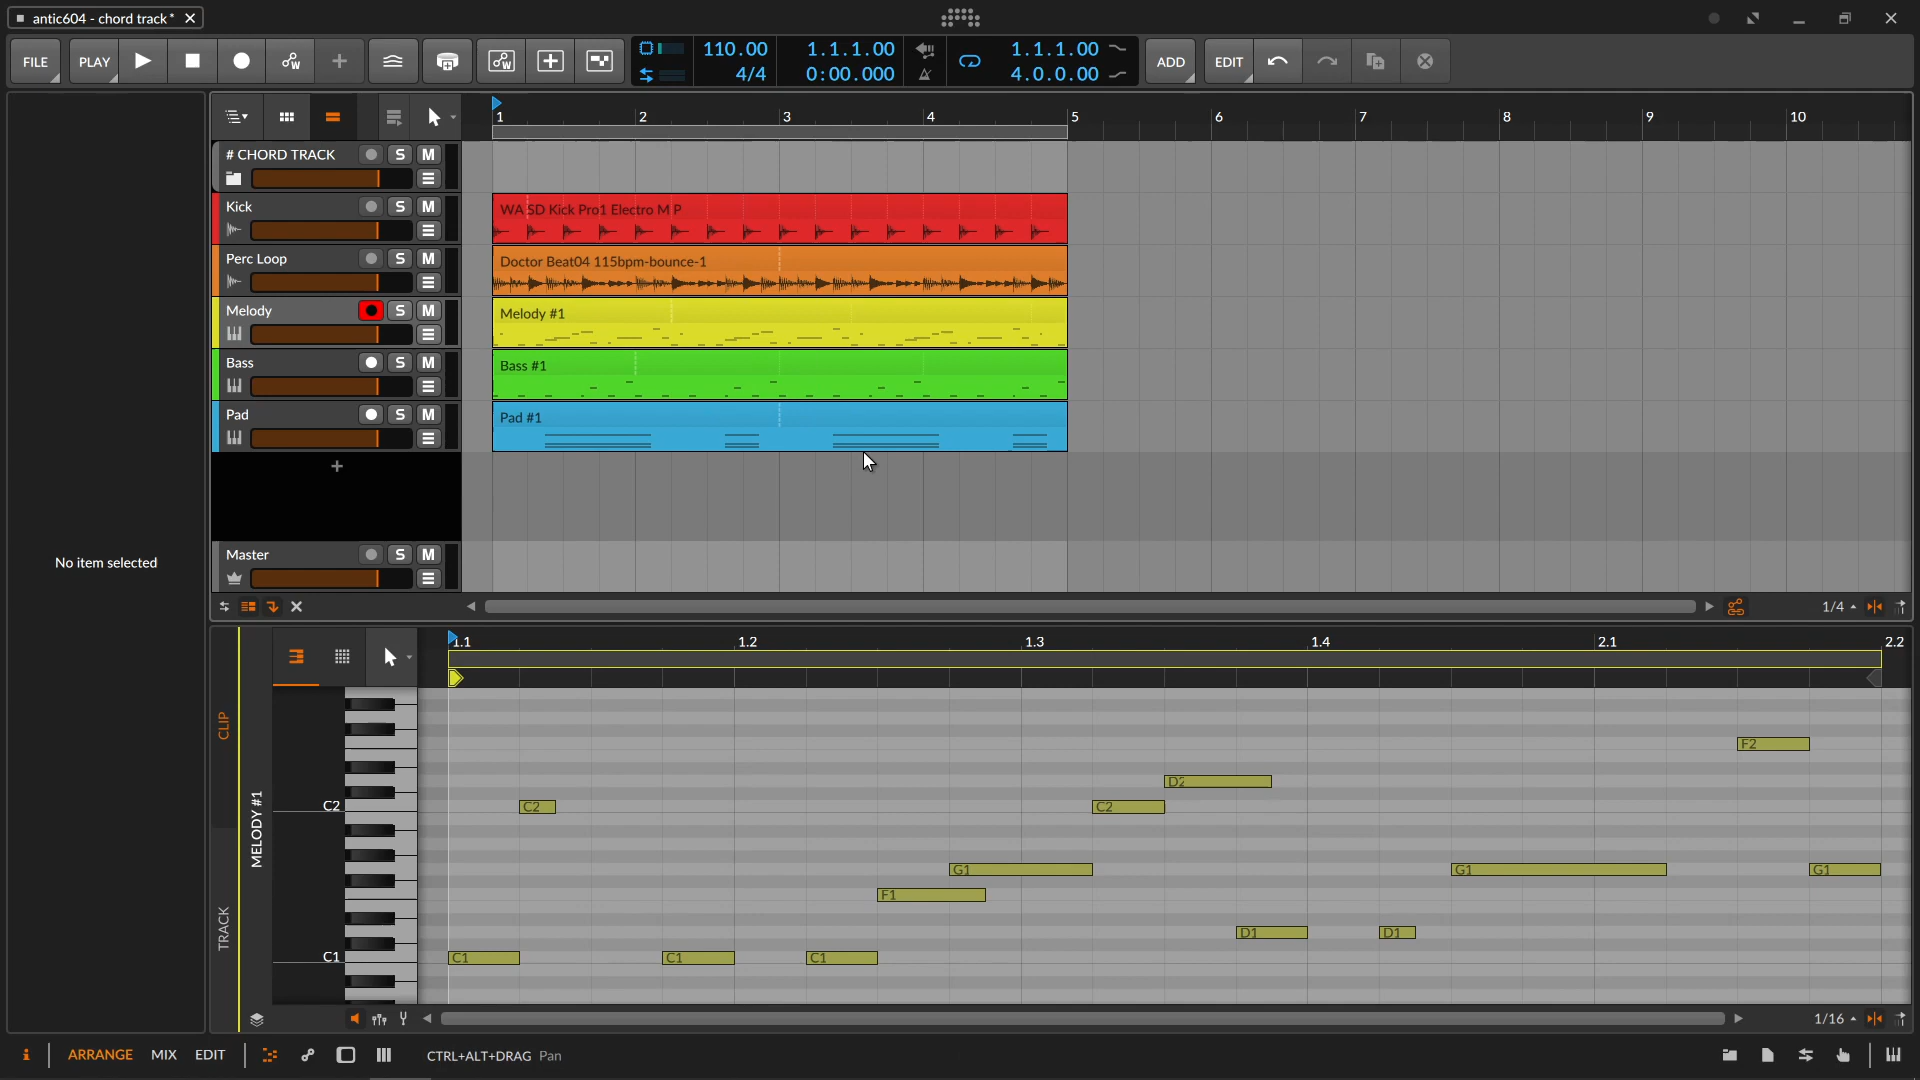 antic604 - chord track *
FILE PLAY 110.00 4/4 1.1.1.00 0:00.000 1.1.1.00 4.0.0.00 ADD EDIT
1 2 3 4 5 6 7 8 9 10
# CHORD TRACK S M
Kick S M
WA SD Kick Pro1 Electro M P
Perc Loop S M
Doctor Beat04 115bpm-bounce-1
Melody S M
Melody #1
Bass S M
Bass #1
Pad S M
Pad #1
No item selected
Master S M
1/4
1.1 1.2 1.3 1.4 2.1 2.2
CLIP
TRACK
MELODY #1
F2
D2
C2 C2 C2
G1 G1 G1
F1
D1 D1
C1 C1 C1 C1
1/16
i ARRANGE MIX EDIT CTRL+ALT+DRAG Pan